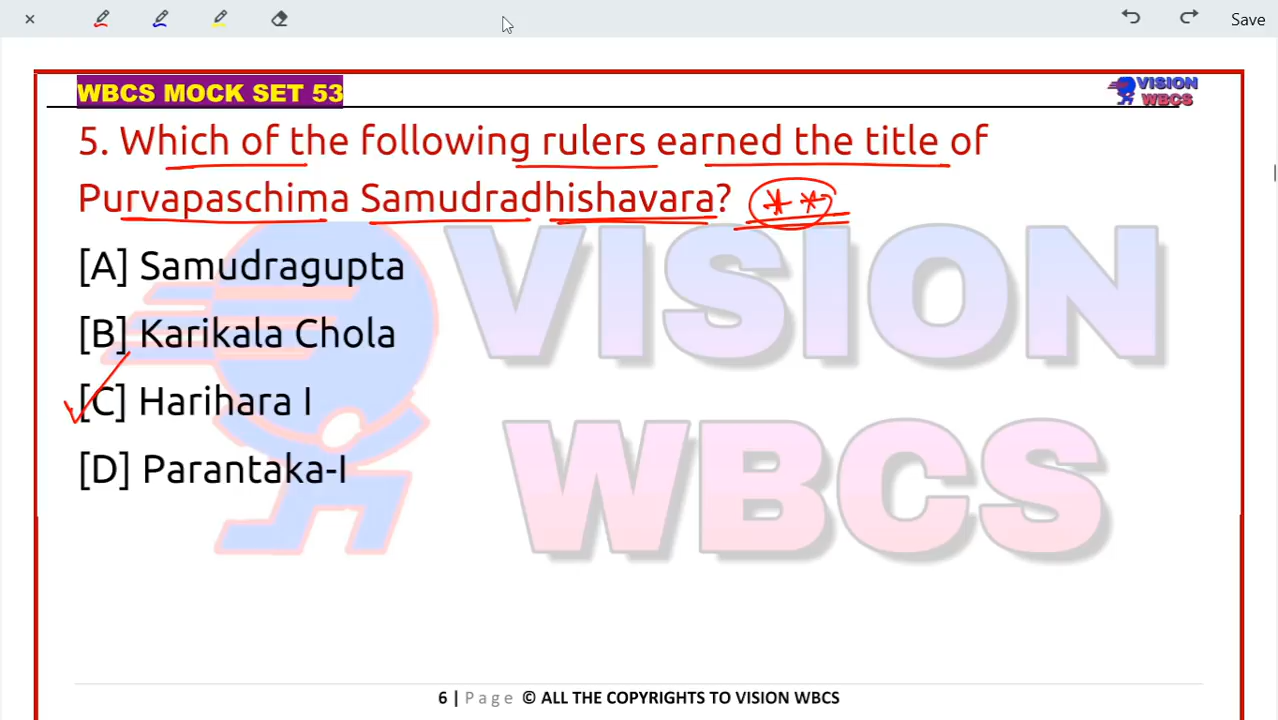 Save
WBCS MOCK SET 53
VISION
WBCS
5. Which of the following rulers earned the title of
Purvapaschima Samudradhishavara? **
[A] Samudragupta
[B] Karikala Chola
[C] Harihara I
[D] Parantaka-I
VISION
WBCS
6 | Page © ALL THE COPYRIGHTS TO VISION WBCS